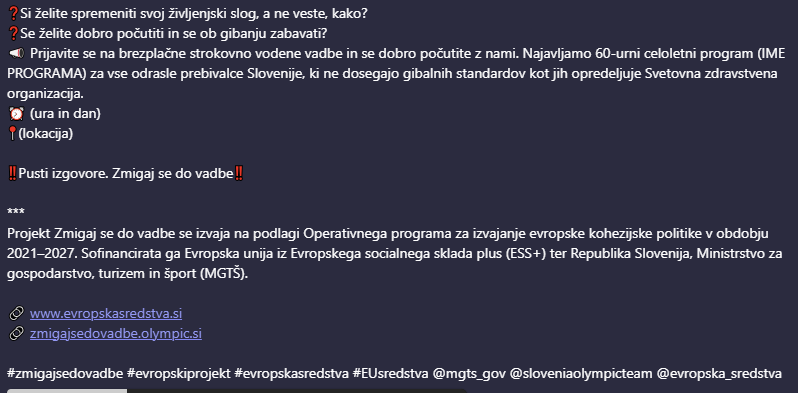 ❓Si želite spremeniti svoj življenjski slog, a ne veste, kako?
❓Se želite dobro počutiti in se ob gibanju zabavati?
📢 Prijavite se na brezplačne strokovno vodene vadbe in se dobro počutite z nami. Najavljamo 60-urni celoletni program (IME
PROGRAMA) za vse odrasle prebivalce Slovenije, ki ne dosegajo gibalnih standardov kot jih opredeljuje Svetovna zdravstvena
organizacija.
⏰ (ura in dan)
📍(lokacija)
‼️Pusti izgovore. Zmigaj se do vadbe‼️
***
Projekt Zmigaj se do vadbe se izvaja na podlagi Operativnega programa za izvajanje evropske kohezijske politike v obdobju
2021–2027. Sofinancirata ga Evropska unija iz Evropskega socialnega sklada plus (ESS+) ter Republika Slovenija, Ministrstvo za
gospodarstvo, turizem in šport (MGTŠ).
🔗 www.evropskasredstva.si
🔗 zmigajsedovadbe.olympic.si
#zmigajsedovadbe #evropskiprojekt #evropskasredstva #EUsredstva @mgts_gov @sloveniaolympicteam @evropska_sredstva